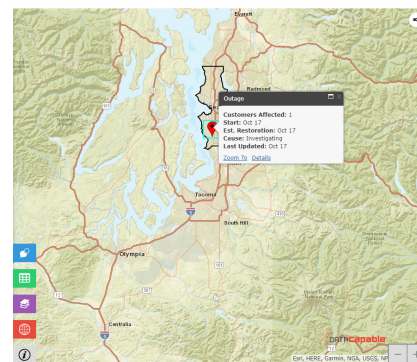 Everett
Redmond
Outage
Customers Affected: 1
Start: Oct 17
Est. Restoration: Oct 17
Cause: Investigating
Last Updated: Oct 17
Zoom To Details
Tacoma
South Hill
Olympia
Centralia
DATACapable
Esri, HERE, Garmin, NGA, USGS, NP